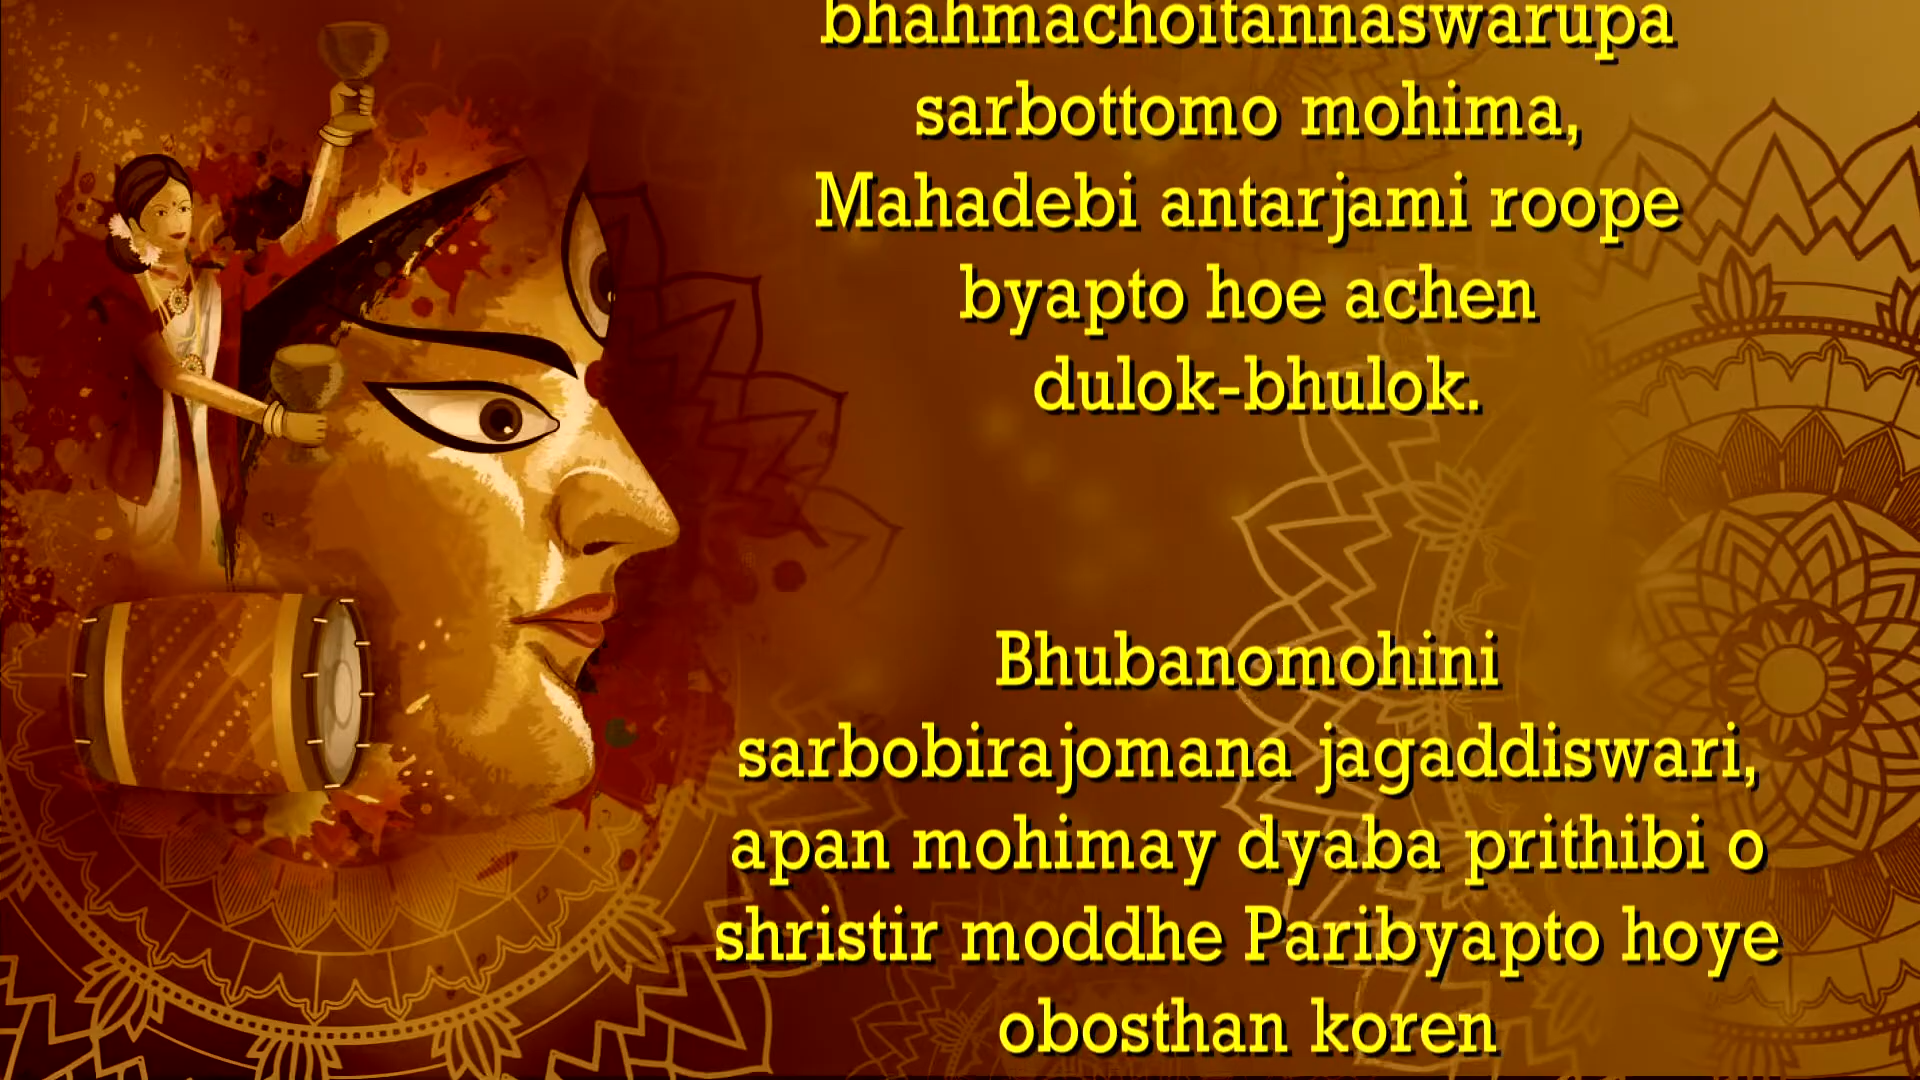 bhahmachoitannaswarupa
sarbottomo mohima,
Mahadebi antarjami roope
byapto hoe achen
dulok-bhulok.
Bhubanomohini
sarbobirajomana jagaddiswari,
apan mohimay dyaba prithibi o
shristir moddhe Paribyapto hoye
obosthan koren